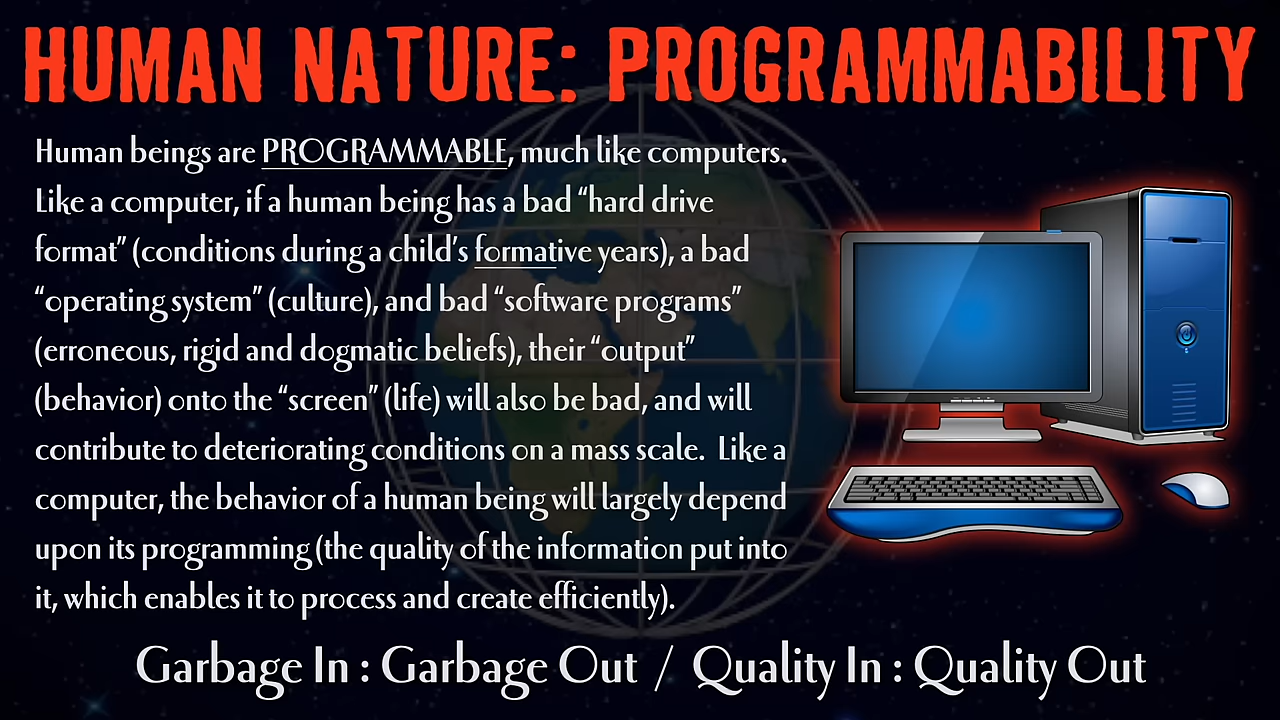 HUMAN NATURE: PROGRAMMABILITY
Human beings are PROGRAMMABLE, much like computers.
Like a computer, if a human being has a bad “hard drive
format” (conditions during a child’s formative years), a bad
“operating system” (culture), and bad “software programs”
(erroneous, rigid and dogmatic beliefs), their “output”
(behavior) onto the “screen” (life) will also be bad, and will
contribute to deteriorating conditions on a mass scale.  Like a
computer, the behavior of a human being will largely depend
upon its programming (the quality of the information put into
it, which enables it to process and create efficiently).
Garbage In : Garbage Out / Quality In : Quality Out